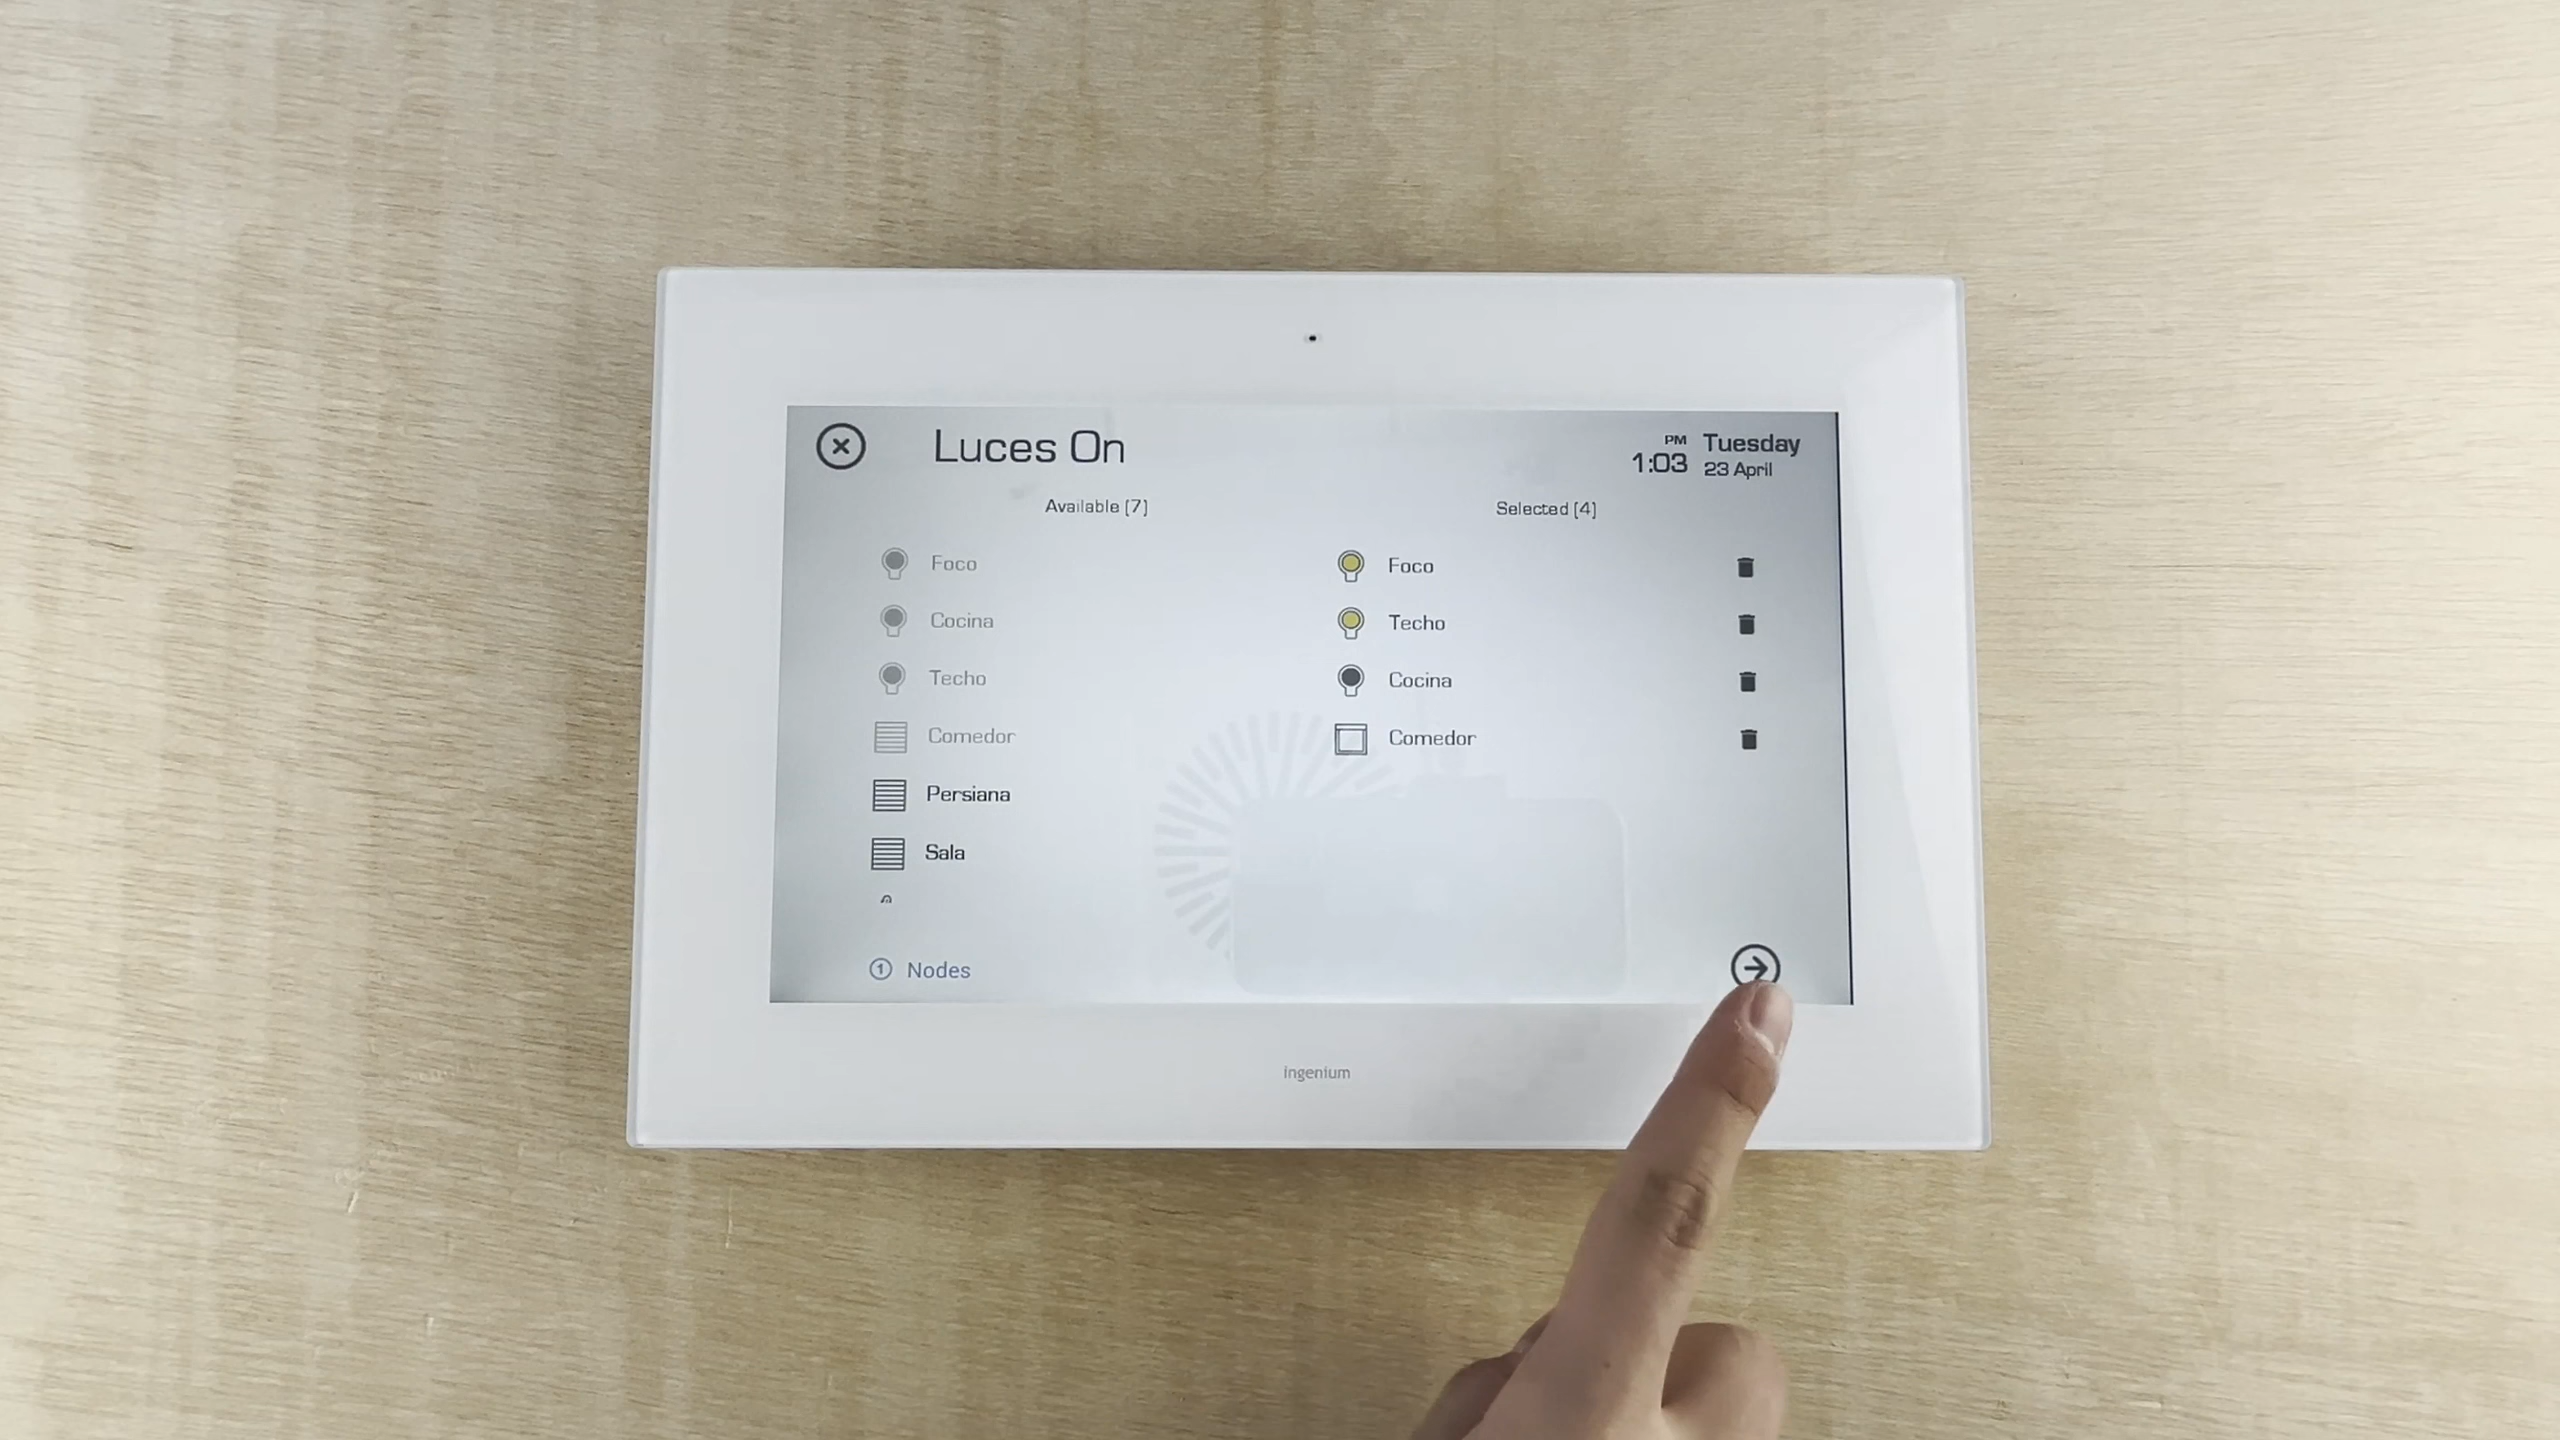 Luces On
PM
1:03
Tuesday
23 April
Available [7]
Selected [4]
Foco
Cocina
Techo
Comedor
Persiana
Sala
Foco
Techo
Cocina
Comedor
1 Nodes
ingenium